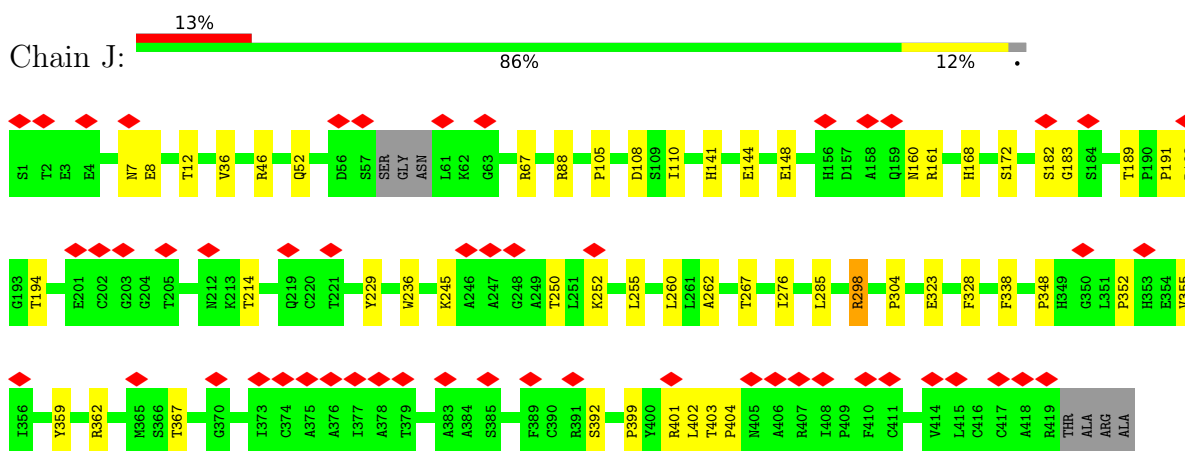 13%
Chain J:
86% 12% •
S1 T2 E3 E4 N7 E8 T12 V36 R46 Q52 D56 S57 SER GLY ASN L61 K62 G63 R67 R88 P105 D108 S109 I110 H141 E144 E148 H156 D157 A158 Q159 N160 R161 H168 S172 S182 G183 S184 T189 P190 P191
G193 T194 E201 C202 G203 G204 T205 N212 K213 T214 Q219 C220 T221 Y229 W236 K245 A246 A247 G248 A249 T250 L251 K252 L255 L260 L261 A262 T267 I276 L285 R298 P304 E323 F328 F338 P348 H349 G350 L351 P352 H353 E354 V355
I356 Y359 R362 M365 S366 T367 G370 I373 C374 A375 A376 I377 A378 T379 A383 A384 S385 F389 C390 R391 S392 P399 Y400 R401 L402 T403 P404 N405 A406 R407 I408 P409 F410 C411 V414 L415 C416 C417 A418 R419 THR ALA ARG ALA